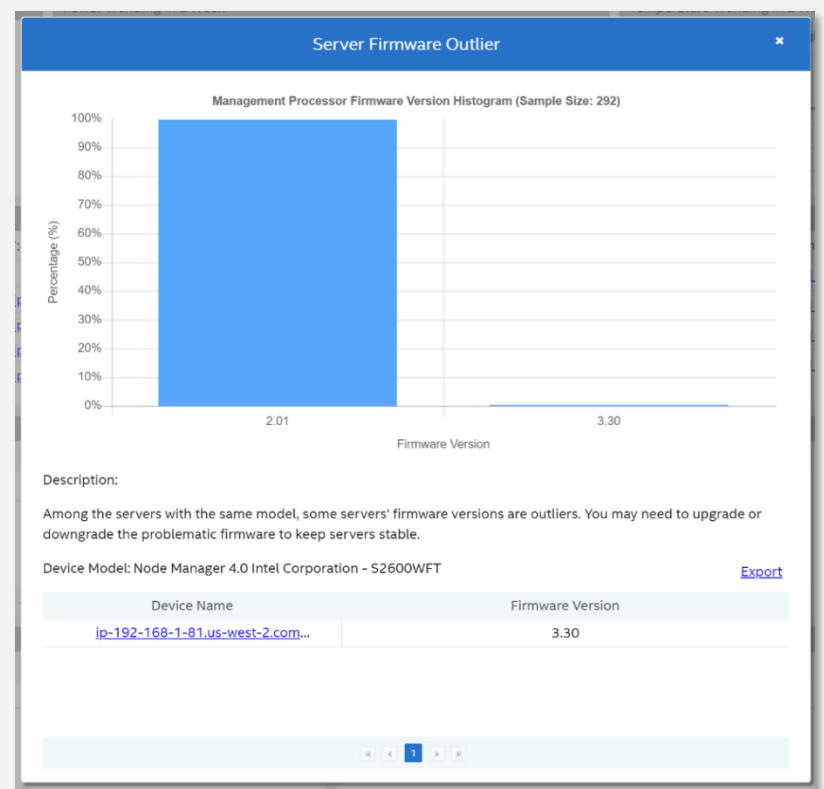 Server Firmware Outlier
Management Processor Firmware Version Histogram (Sample Size: 292)
100%
90%
80%
70%
60%
50%
40%
30%
20%
10%
0%
Percentage (%)
2.01 3.30
Firmware Version
Description:
Among the servers with the same model, some servers' firmware versions are outliers. You may need to upgrade or
downgrade the problematic firmware to keep servers stable.
Device Model: Node Manager 4.0 Intel Corporation - S2600WFT
Export
Device Name Firmware Version
ip-192-168-1-81.us-west-2.com... 3.30
1